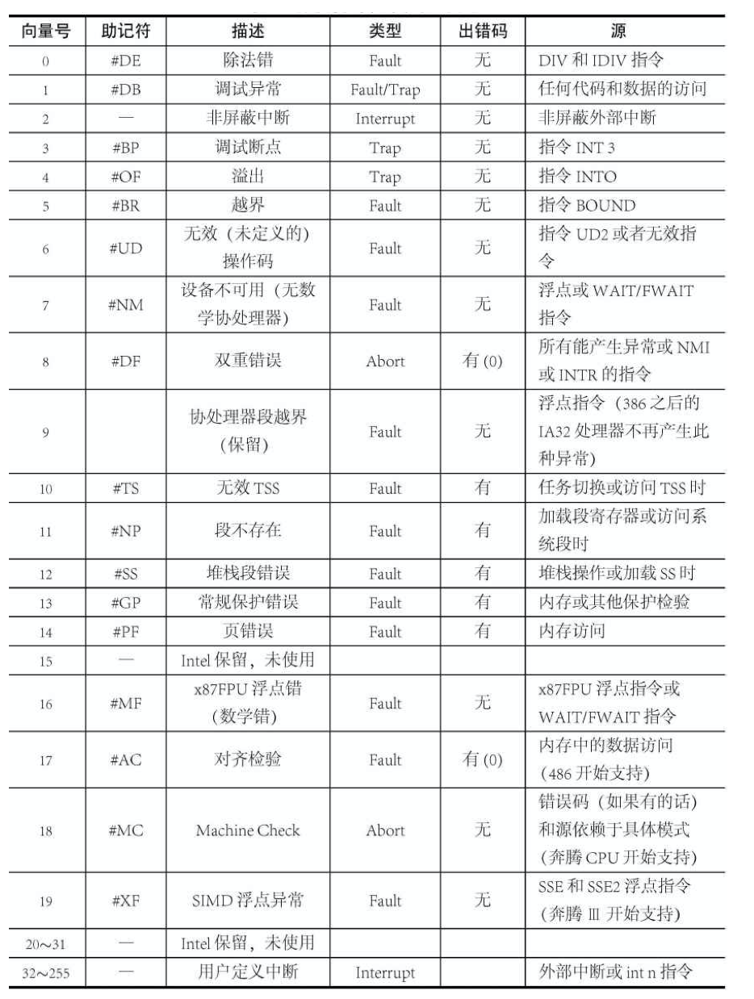 向量号 助记符 描述 类型 出错码 源
0 #DE 除法错 Fault 无 DIV 和 IDIV 指令
1 #DB 调试异常 Fault/Trap 无 任何代码和数据的访问
2 — 非屏蔽中断 Interrupt 无 非屏蔽外部中断
3 #BP 调试断点 Trap 无 指令 INT 3
4 #OF 溢出 Trap 无 指令 INTO
5 #BR 越界 Fault 无 指令 BOUND
6 #UD 无效（未定义的） Fault 无 指令 UD2 或者无效指
操作码 令
7 #NM 设备不可用（无数 Fault 无 浮点或 WAIT/FWAIT
学协处理器） 指令
8 #DF 双重错误 Abort 有 (0) 所有能产生异常或 NMI
或 INTR 的指令
9 协处理器段越界 Fault 无 浮点指令（386 之后的
（保留） IA32 处理器不再产生此
种异常）
10 #TS 无效 TSS Fault 有 任务切换或访问 TSS 时
11 #NP 段不存在 Fault 有 加载段寄存器或访问系
统段时
12 #SS 堆栈段错误 Fault 有 堆栈操作或加载 SS 时
13 #GP 常规保护错误 Fault 有 内存或其他保护检验
14 #PF 页错误 Fault 有 内存访问
15 — Intel 保留，未使用
16 #MF x87FPU 浮点错 Fault 无 x87FPU 浮点指令或
（数学错） WAIT/FWAIT 指令
17 #AC 对齐检验 Fault 有 (0) 内存中的数据访问
（486 开始支持）
18 #MC Machine Check Abort 无 错误码（如果有的话）
和源依赖于具体模式
（奔腾 CPU 开始支持）
19 #XF SIMD 浮点异常 Fault 无 SSE 和 SSE2 浮点指令
（奔腾 Ⅲ 开始支持）
20～31 — Intel 保留，未使用
32～255 — 用户定义中断 Interrupt 外部中断或 int n 指令